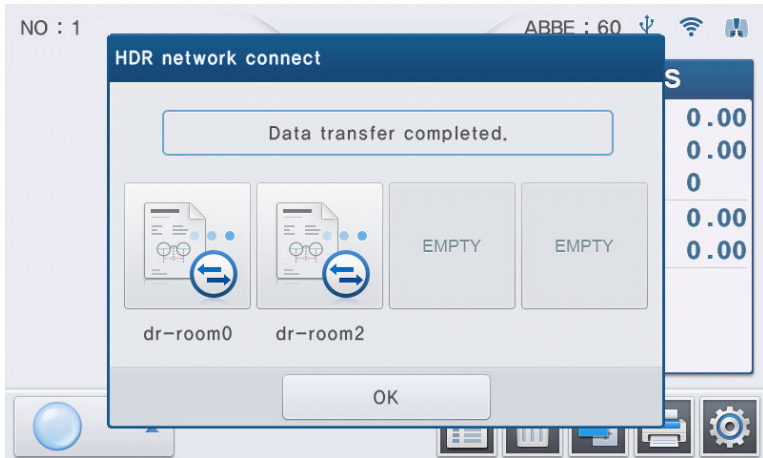 NO : 1
ABBE : 60
HDR network connect
S
Data transfer completed.
0.00
0.00
0
0.00
0.00
EMPTY
EMPTY
dr-room0
dr-room2
OK